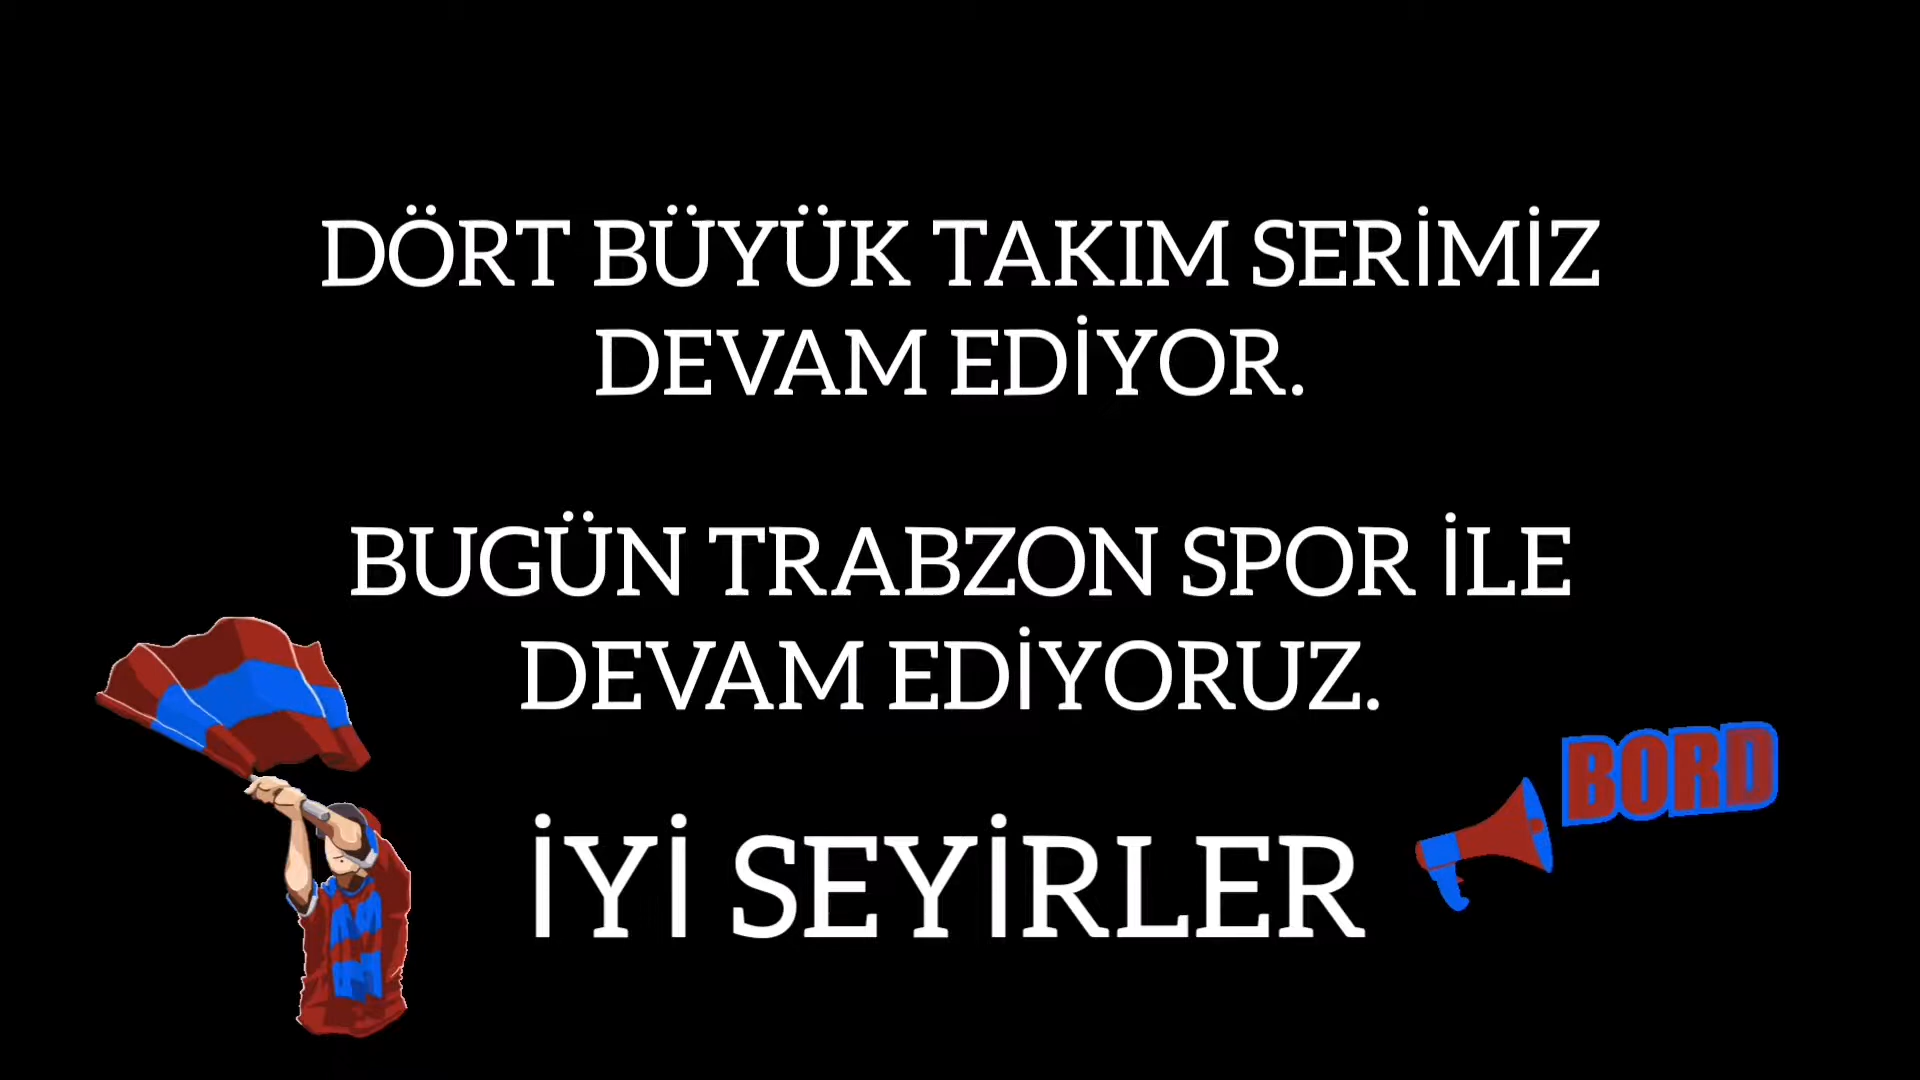 DÖRT BÜYÜK TAKIM SERİMİZ
DEVAM EDİYOR.
BUGÜN TRABZON SPOR İLE
DEVAM EDİYORUZ.
BORD
İYİ SEYİRLER